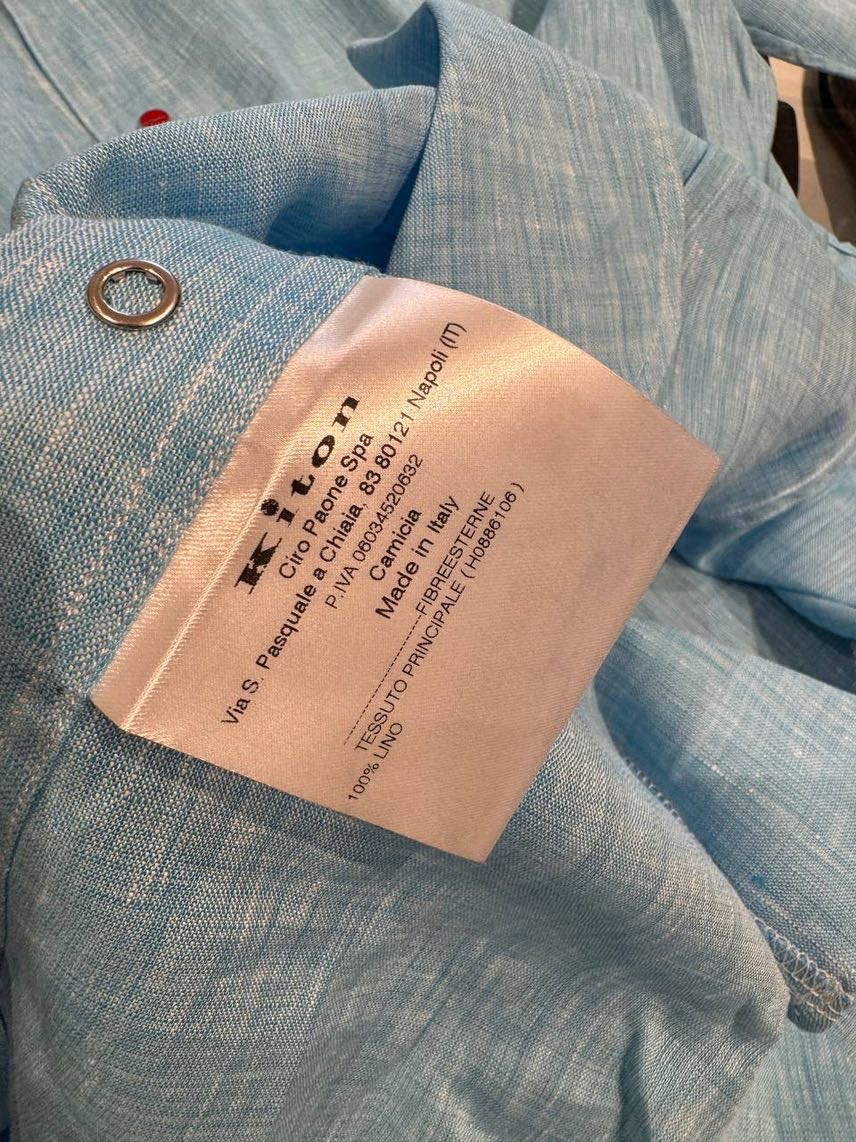 Kiton
Ciro Paone Spa
Via S. Pasquale a Chiaia, 83 80121 Napoli (IT)
P.IVA 06034520632
Camicia
Made in Italy
--------------------FIBREESTERNE
TESSUTO PRINCIPALE ( H0886106 )
100% LINO